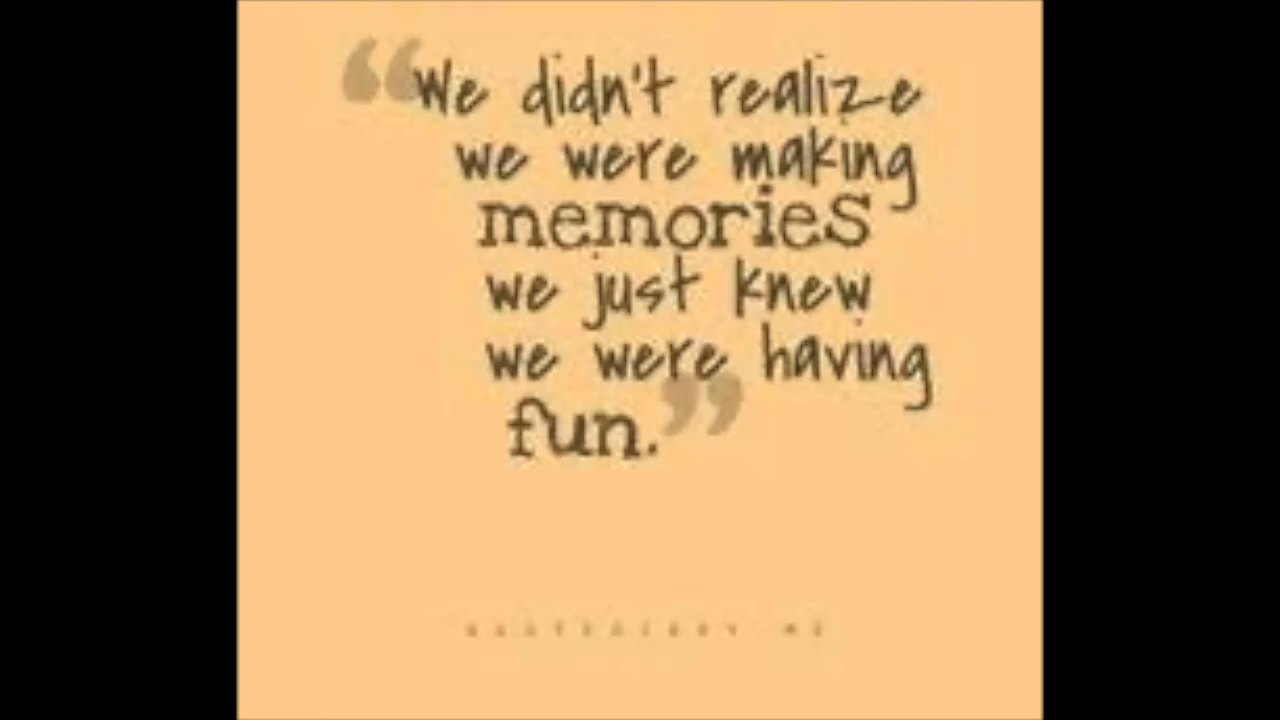 “We didn't realize
we were making
memories
we just knew
we were having
fun.”